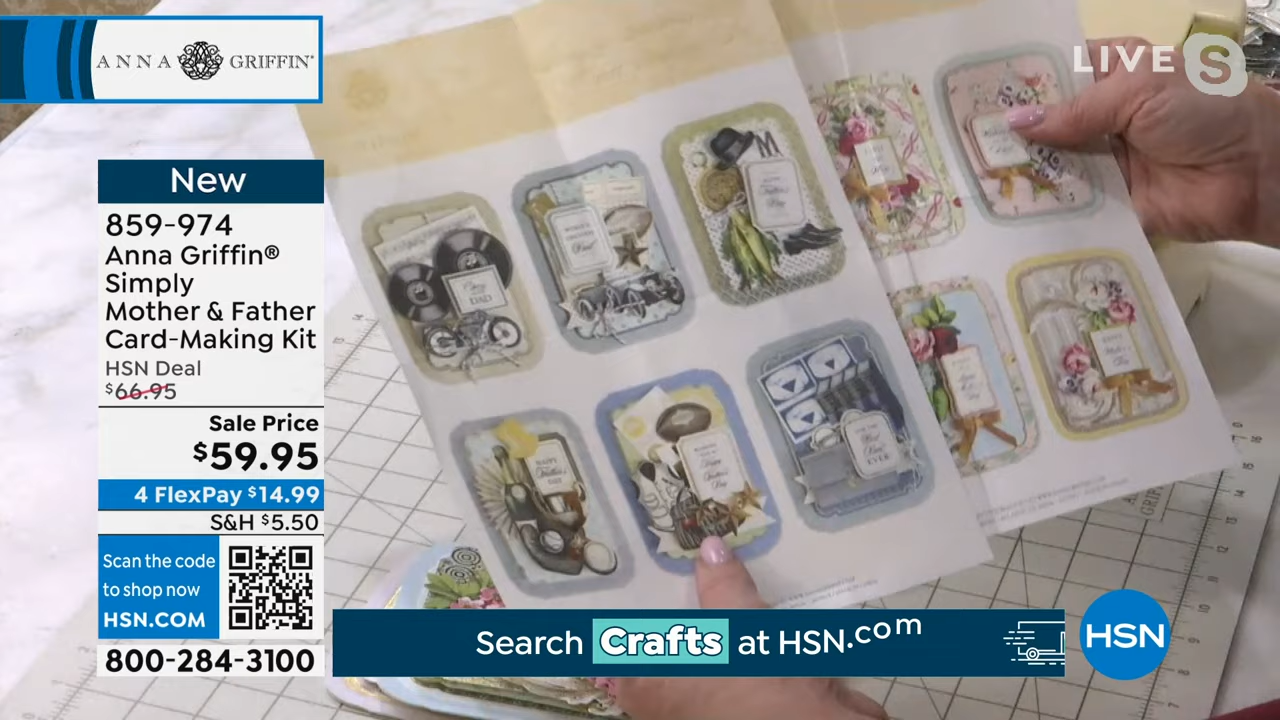 ANNA GRIFFIN®
LIVE S
New
859-974
Anna Griffin®
Simply
Mother & Father
Card-Making Kit
HSN Deal
$66.95
Sale Price
$59.95
4 FlexPay $14.99
S&H $5.50
Scan the code
to shop now
HSN.COM
800-284-3100
Search Crafts at HSN.com
HSN
M
DAD
EVER